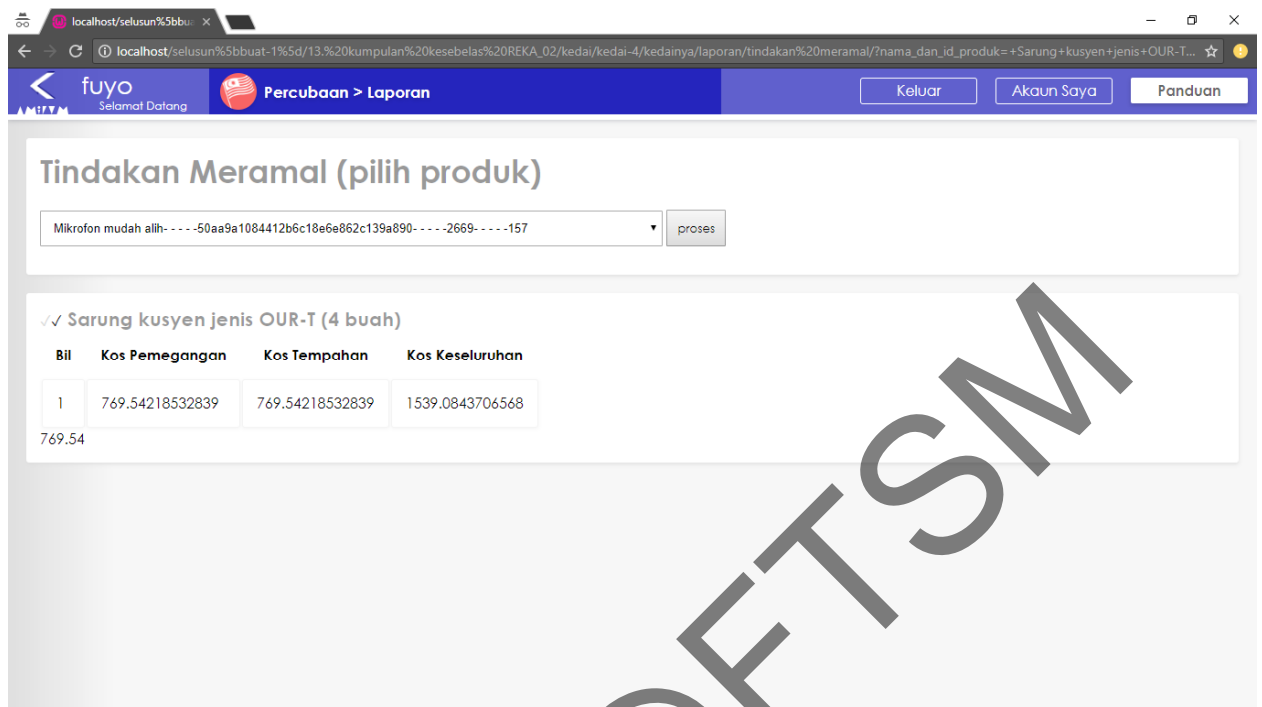 localhost/selusun%5bbua
localhost/selusun%5bbuat-1%5d/13.%20kumpulan%20kesebelas%20REKA_02/kedai/kedai-4/kedainya/laporan/tindakan%20meramal/?nama_dan_id_produk=+Sarung+kusyen+jenis+OUR-T...
fuyo
Selamat Datang
Percubaan > Laporan
Keluar
Akaun Saya
Panduan
Tindakan Meramal (pilih produk)
Mikrofon mudah alih- - - - -50aa9a1084412b6c18e6e862c139a890- - - - -2669- - - - -157
proses
Sarung kusyen jenis OUR-T (4 buah)
Bil Kos Pemegangan Kos Tempahan Kos Keseluruhan
1 769.54218532839 769.54218532839 1539.0843706568
769.54
FTSM